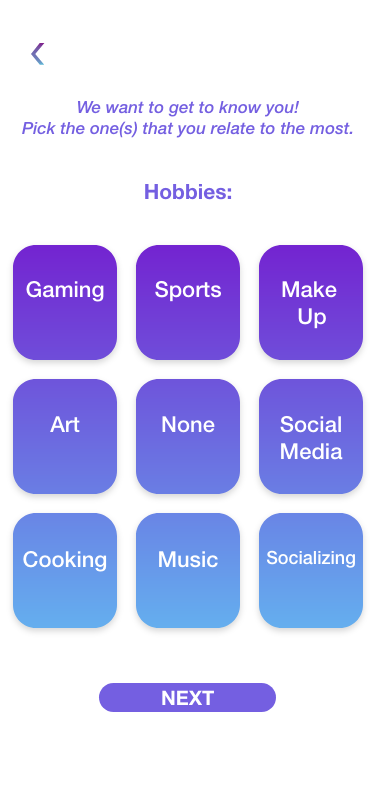 We want to get to know you!
Pick the one(s) that you relate to the most.
Hobbies:
Gaming
Sports
Make
Up
Art
None
Social
Media
Cooking
Music
Socializing
NEXT